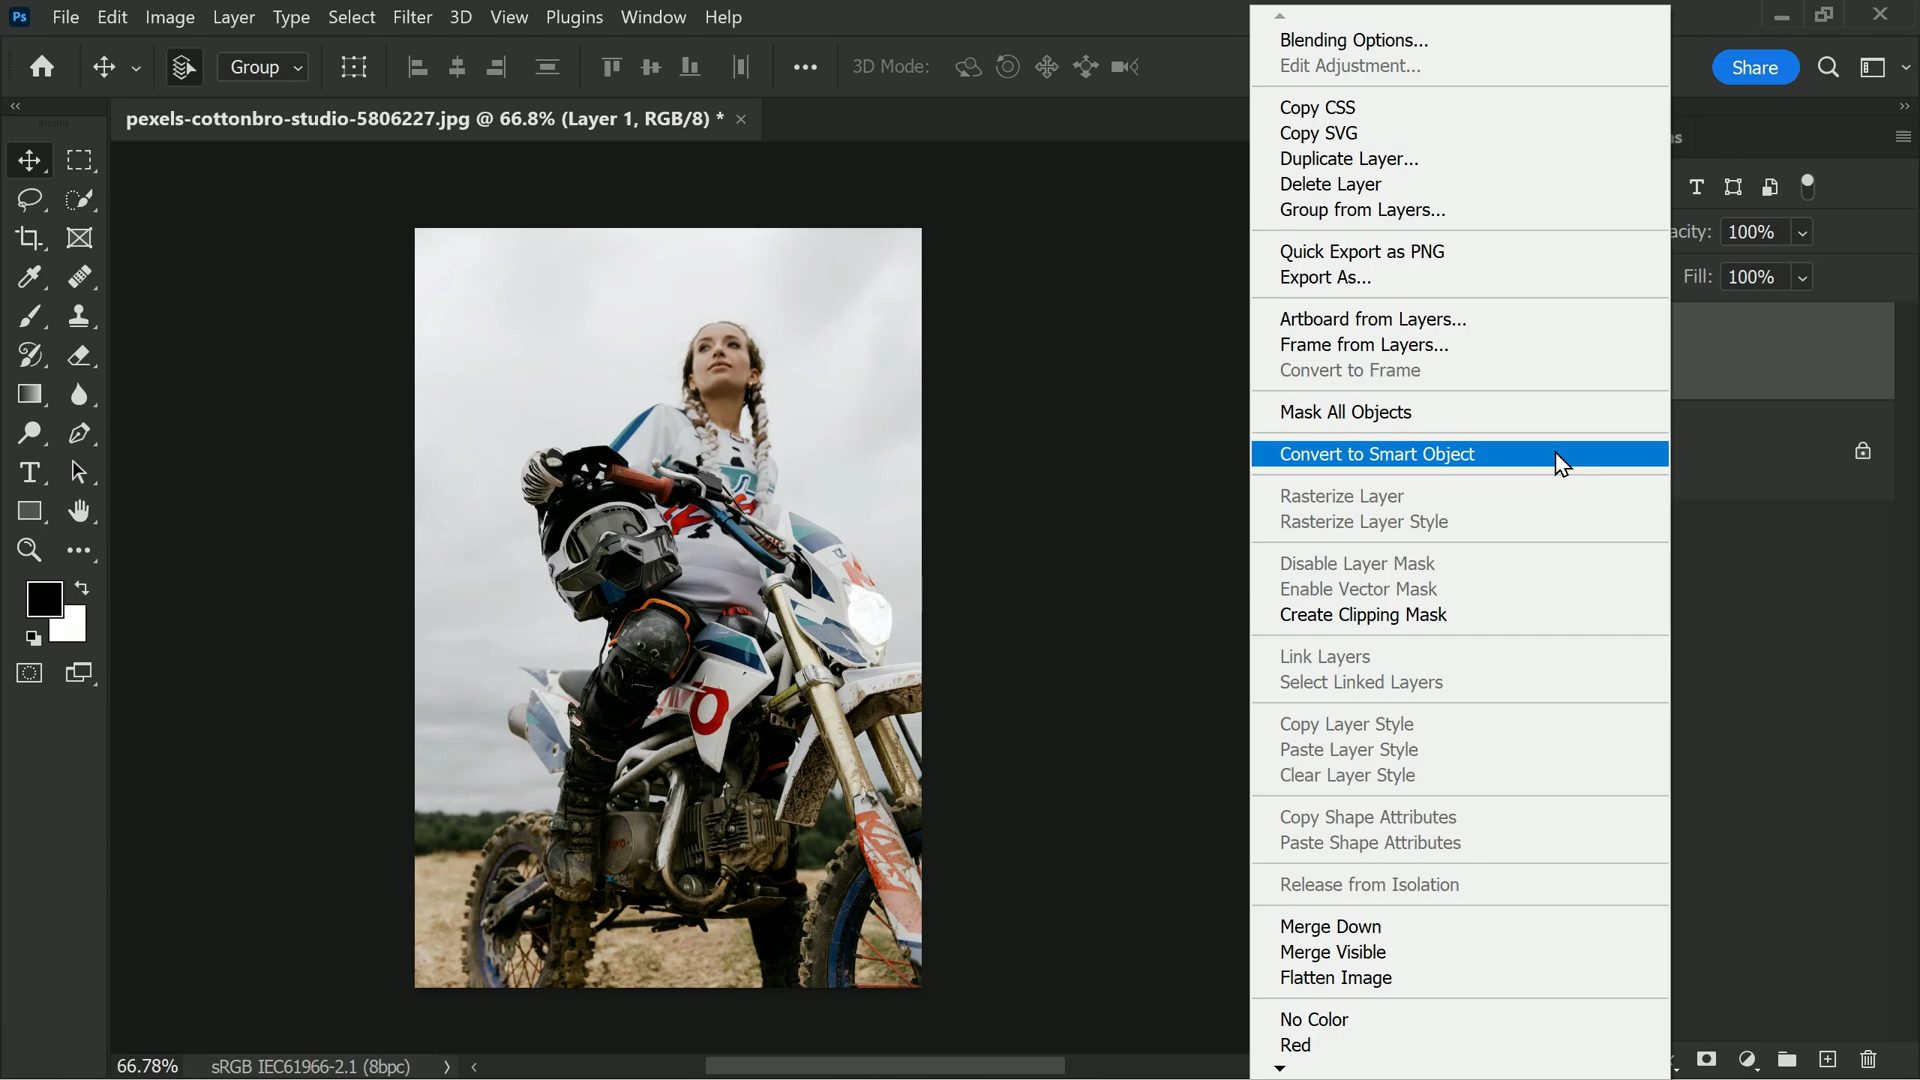 Ps File Edit Image Layer Type Select Filter 3D View Plugins Window Help
Group 3D Mode: Share
pexels-cottonbro-studio-5806227.jpg @ 66.8% (Layer 1, RGB/8) *
Blending Options...
Edit Adjustment...
Copy CSS
Copy SVG
Duplicate Layer...
Delete Layer
Group from Layers...
Quick Export as PNG
Export As...
Artboard from Layers...
Frame from Layers...
Convert to Frame
Mask All Objects
Convert to Smart Object
Rasterize Layer
Rasterize Layer Style
Disable Layer Mask
Enable Vector Mask
Create Clipping Mask
Link Layers
Select Linked Layers
Copy Layer Style
Paste Layer Style
Clear Layer Style
Copy Shape Attributes
Paste Shape Attributes
Release from Isolation
Merge Down
Merge Visible
Flatten Image
No Color
Red
acity: 100%
Fill: 100%
66.78% sRGB IEC61966-2.1 (8bpc)